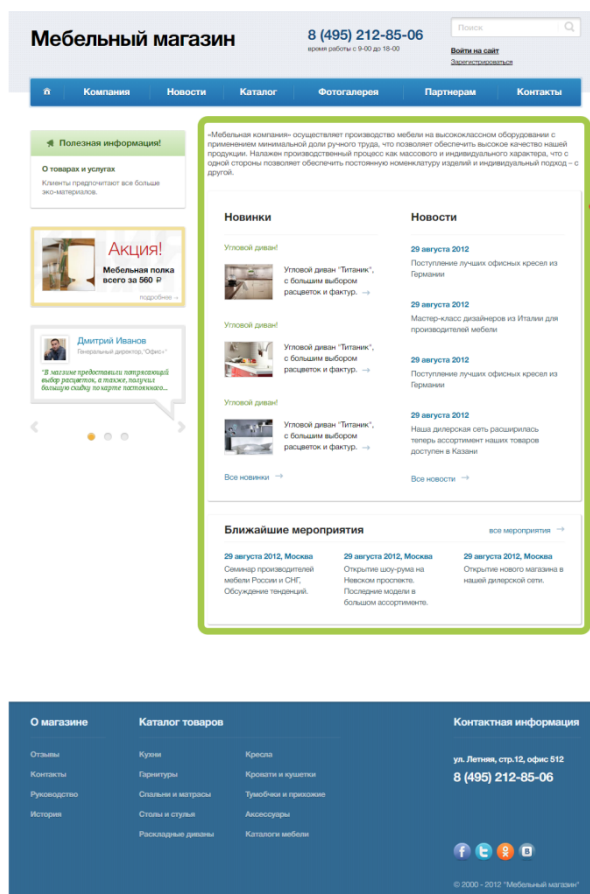 Мебельный магазин
8 (495) 212-85-06
время работы с 9-00 до 18-00
Поиск
Войти на сайт
Зарегистрироваться
Компания
Новости
Каталог
Фотогалерея
Партнерам
Контакты
Полезная информация!
О товарах и услугах
Клиенты предпочитают все больше
эко-материалов.
Акция!
Мебельная полка
всего за 560 ₽
подробнее →
Дмитрий Иванов
Генеральный директор, "Офис+"
"В магазине предоставили потрясающий
выбор расцветок, а также, получил
большую скидку по карте постоянного...
«Мебельная компания» осуществляет производство мебели на высококлассном оборудовании с
применением минимальной доли ручного труда, что позволяет обеспечить высокое качество нашей
продукции. Налажен производственный процесс как массового и индивидуального характера, что с
одной стороны позволяет обеспечить постоянную номенклатуру изделий и индивидуальный подход – с
другой.
Новинки
Угловой диван!
Угловой диван "Титаник",
с большим выбором
расцветок и фактур. →
Угловой диван!
Угловой диван "Титаник",
с большим выбором
расцветок и фактур. →
Угловой диван!
Угловой диван "Титаник",
с большим выбором
расцветок и фактур. →
Все новинки →
Новости
29 августа 2012
Поступление лучших офисных кресел из
Германии
29 августа 2012
Мастер-класс дизайнеров из Италии для
производителей мебели
29 августа 2012
Поступление лучших офисных кресел из
Германии
29 августа 2012
Наша дилерская сеть расширилась
теперь ассортимент наших товаров
доступен в Казани
Все новости →
Ближайшие мероприятия
все мероприятия →
29 августа 2012, Москва
Семинар производителей
мебели России и СНГ,
Обсуждение тенденций.
29 августа 2012, Москва
Открытие шоу-рума на
Невском проспекте.
Последние модели в
большом ассортименте.
29 августа 2012, Москва
Открытие нового магазина в
нашей дилерской сети.
О магазине
Отзывы
Контакты
Руководство
История
Каталог товаров
Кухни
Гарнитуры
Спальни и матрасы
Столы и стулья
Раскладные диваны
Кресла
Кровати и кушетки
Тумобчки и прихожие
Аксессуары
Каталоги мебели
Контактная информация
ул. Летняя, стр.12, офис 512
8 (495) 212-85-06
© 2000 - 2012 "Мебельный магазин"